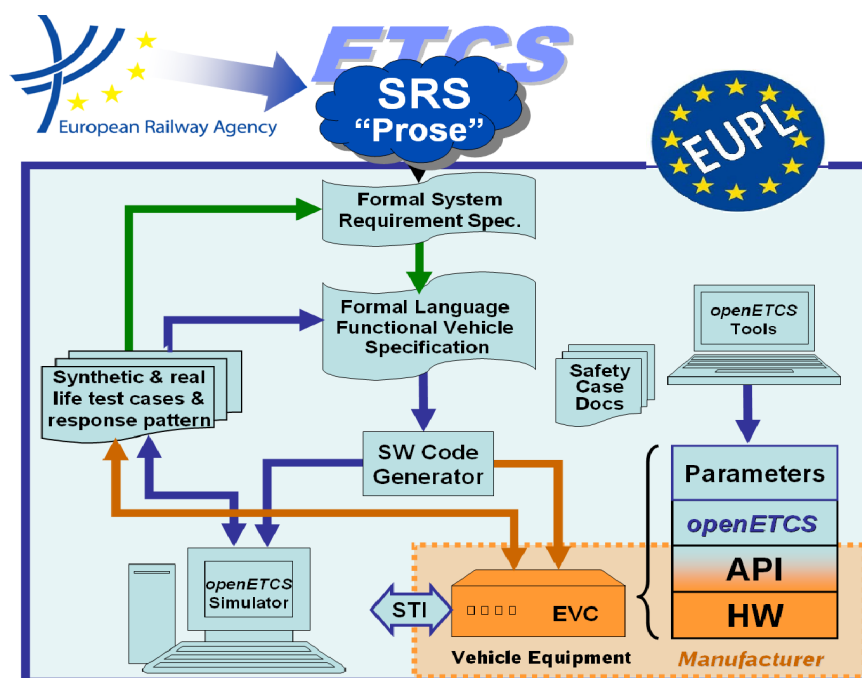 ETCS
SRS
“Prose”
European Railway Agency
EUPL
Formal System
Requirement Spec.
Formal Language
Functional Vehicle
Specification
openETCS
Tools
Synthetic & real
life test cases &
response pattern
Safety
Case
Docs
SW Code
Generator
Parameters
openETCS
API
HW
openETCS
Simulator
STI
EVC
Vehicle Equipment
Manufacturer